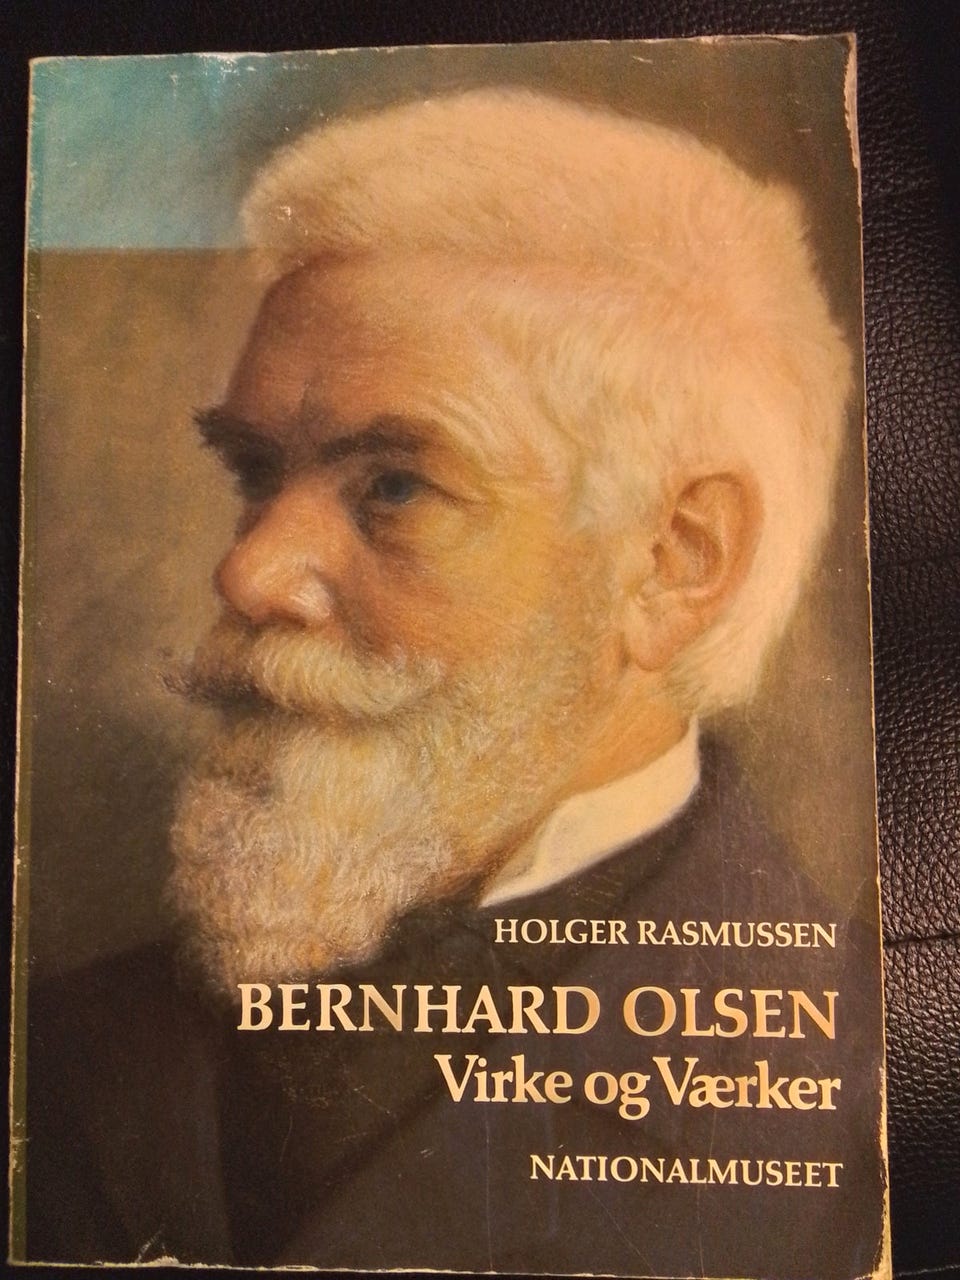 HOLGER RASMUSSEN
BERNHARD OLSEN
Virke og Værker
NATIONALMUSEET